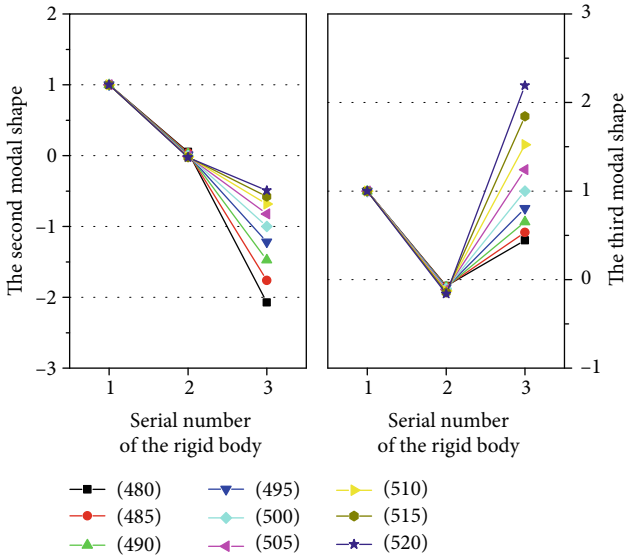 The second modal shape
2
1
0
−1
−2
−3
1 2 3
Serial number
of the rigid body
3
2
1
0
−1
The third modal shape
1 2 3
Serial number
of the rigid body
(480) (495) (510)
(485) (500) (515)
(490) (505) (520)